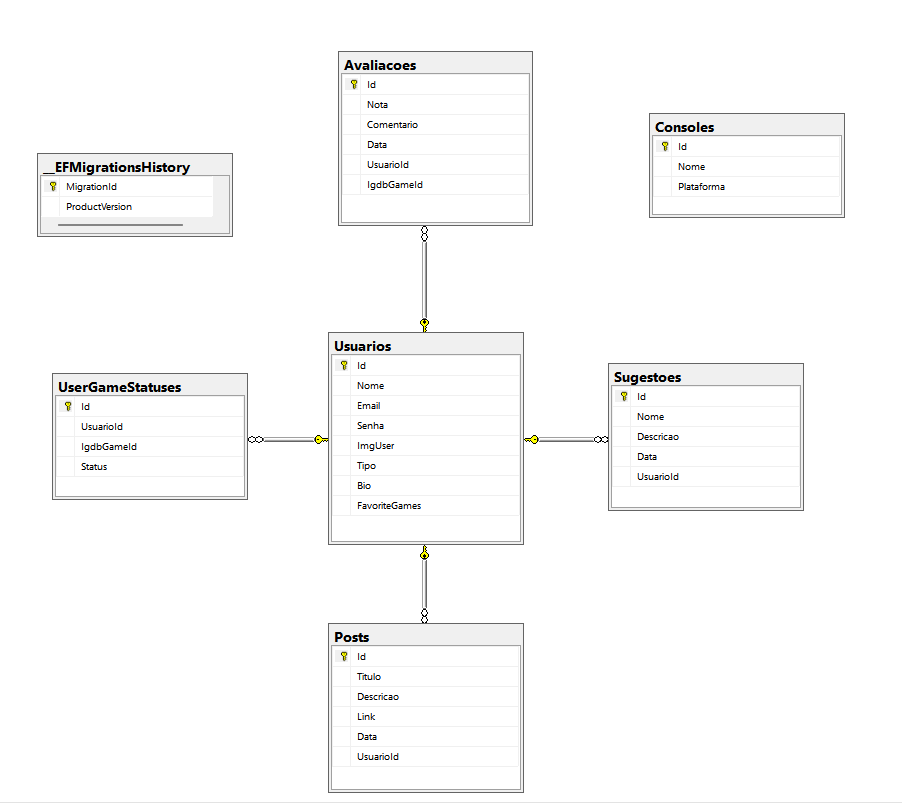 Avaliacoes
Id
Nota
Comentario
Data
UsuarioId
IgdbGameId
Consoles
Id
Nome
Plataforma
__EFMigrationsHistory
MigrationId
ProductVersion
Usuarios
Id
Nome
Email
Senha
ImgUser
Tipo
Bio
FavoriteGames
UserGameStatuses
Id
UsuarioId
IgdbGameId
Status
Sugestoes
Id
Nome
Descricao
Data
UsuarioId
Posts
Id
Titulo
Descricao
Link
Data
UsuarioId